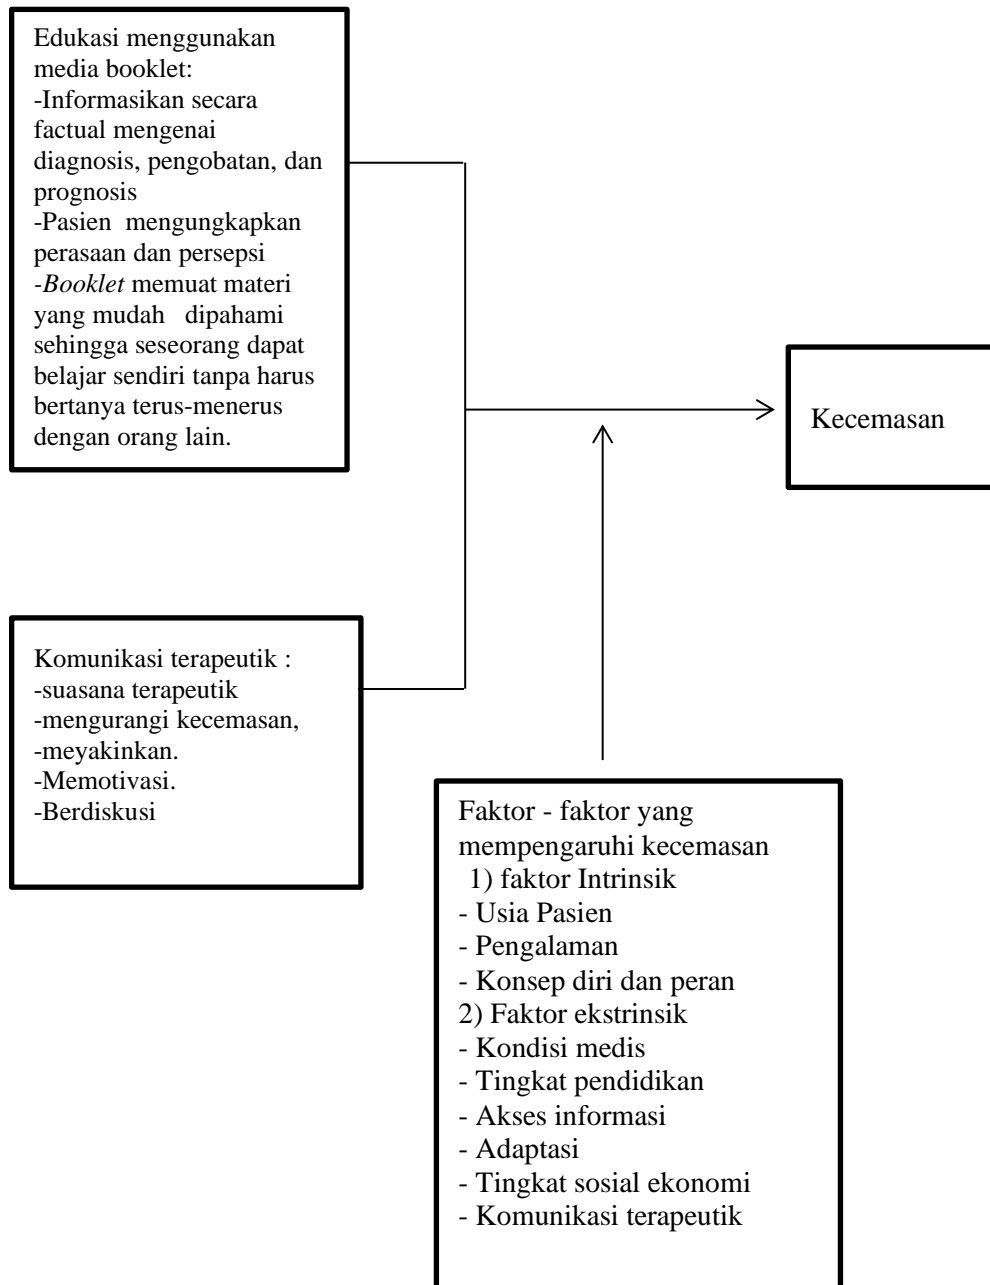 Edukasi menggunakan
media booklet:
-Informasikan secara
factual mengenai
diagnosis, pengobatan, dan
prognosis
-Pasien mengungkapkan
perasaan dan persepsi
-Booklet memuat materi
yang mudah dipahami
sehingga seseorang dapat
belajar sendiri tanpa harus
bertanya terus-menerus
dengan orang lain.
Kecemasan
Komunikasi terapeutik :
-suasana terapeutik
-mengurangi kecemasan,
-meyakinkan.
-Memotivasi.
-Berdiskusi
Faktor - faktor yang
mempengaruhi kecemasan
1) faktor Intrinsik
- Usia Pasien
- Pengalaman
- Konsep diri dan peran
2) Faktor ekstrinsik
- Kondisi medis
- Tingkat pendidikan
- Akses informasi
- Adaptasi
- Tingkat sosial ekonomi
- Komunikasi terapeutik